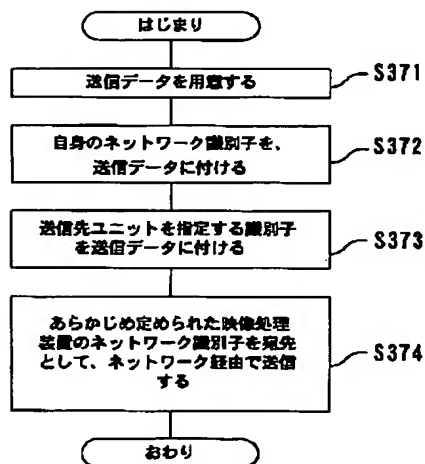 はじまり
送信データを用意する
S371
自身のネットワーク識別子を、
送信データに付ける
S372
送信先ユニットを指定する識別子
を送信データに付ける
S373
あらかじめ定められた映像処理
装置のネットワーク識別子を宛先
として、ネットワーク経由で送信
する
S374
おわり